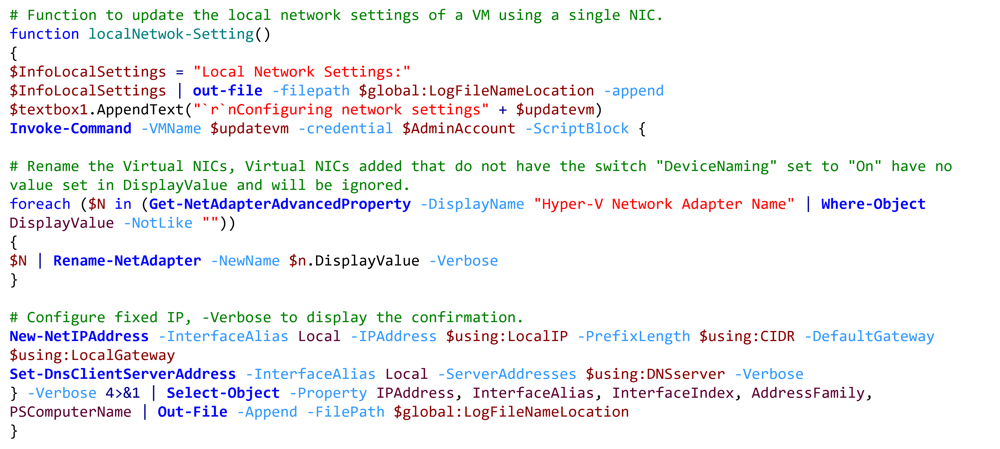 # Function to update the local network settings of a VM using a single NIC.
function localNetwok-Setting()
{
$InfoLocalSettings = "Local Network Settings:"
$InfoLocalSettings | out-file -filepath $global:LogFileNameLocation -append
$textbox1.AppendText("`r`nConfiguring network settings" + $updatevm)
Invoke-Command -VMName $updatevm -credential $AdminAccount -ScriptBlock {
# Rename the Virtual NICs, Virtual NICs added that do not have the switch "DeviceNaming" set to "On" have no
value set in DisplayValue and will be ignored.
foreach ($N in (Get-NetAdapterAdvancedProperty -DisplayName "Hyper-V Network Adapter Name" | Where-Object
DisplayValue -NotLike ""))
{
$N | Rename-NetAdapter -NewName $n.DisplayValue -Verbose
}
# Configure fixed IP, -Verbose to display the confirmation.
New-NetIPAddress -InterfaceAlias Local -IPAddress $using:LocalIP -PrefixLength $using:CIDR -DefaultGateway
$using:LocalGateway
Set-DnsClientServerAddress -InterfaceAlias Local -ServerAddresses $using:DNSserver -Verbose
} -Verbose 4>&1 | Select-Object -Property IPAddress, InterfaceAlias, InterfaceIndex, AddressFamily,
PSComputerName | Out-File -Append -FilePath $global:LogFileNameLocation
}